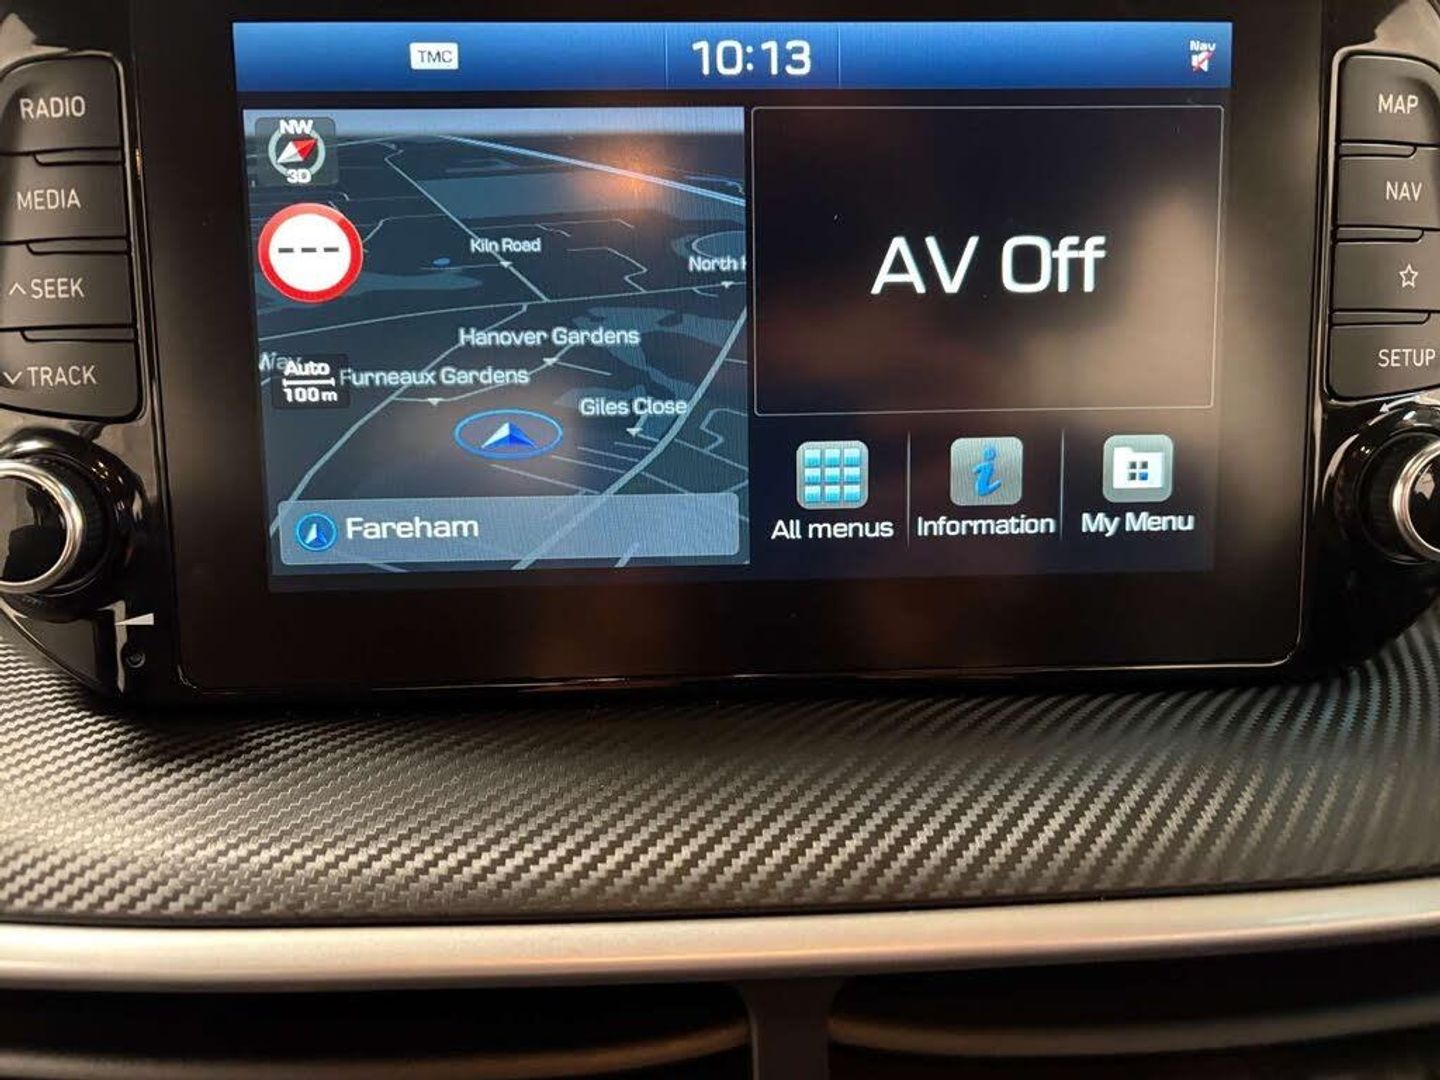 RADIO
MEDIA
SEEK
TRACK
TMC
10:13
Nav
NW
3D
---
Kiln Road
North
Hanover Gardens
Way
Auto
100m
Furneaux Gardens
Giles Close
Fareham
AV Off
All menus
Information
My Menu
MAP
NAV
SETUP